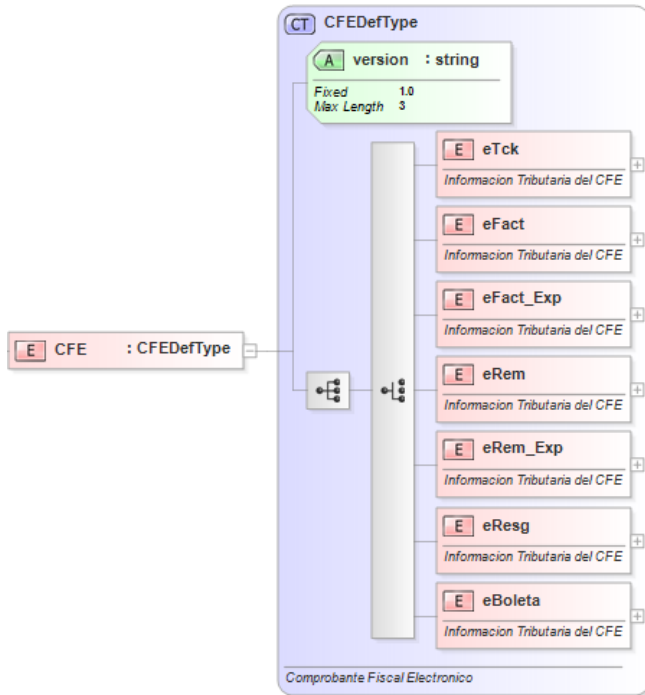 CT CFEDefType
A version : string
Fixed 1.0
Max Length 3
E eTck
Informacion Tributaria del CFE
E eFact
Informacion Tributaria del CFE
E eFact_Exp
Informacion Tributaria del CFE
E CFE : CFEDefType
E eRem
Informacion Tributaria del CFE
E eRem_Exp
Informacion Tributaria del CFE
E eResg
Informacion Tributaria del CFE
E eBoleta
Informacion Tributaria del CFE
Comprobante Fiscal Electronico